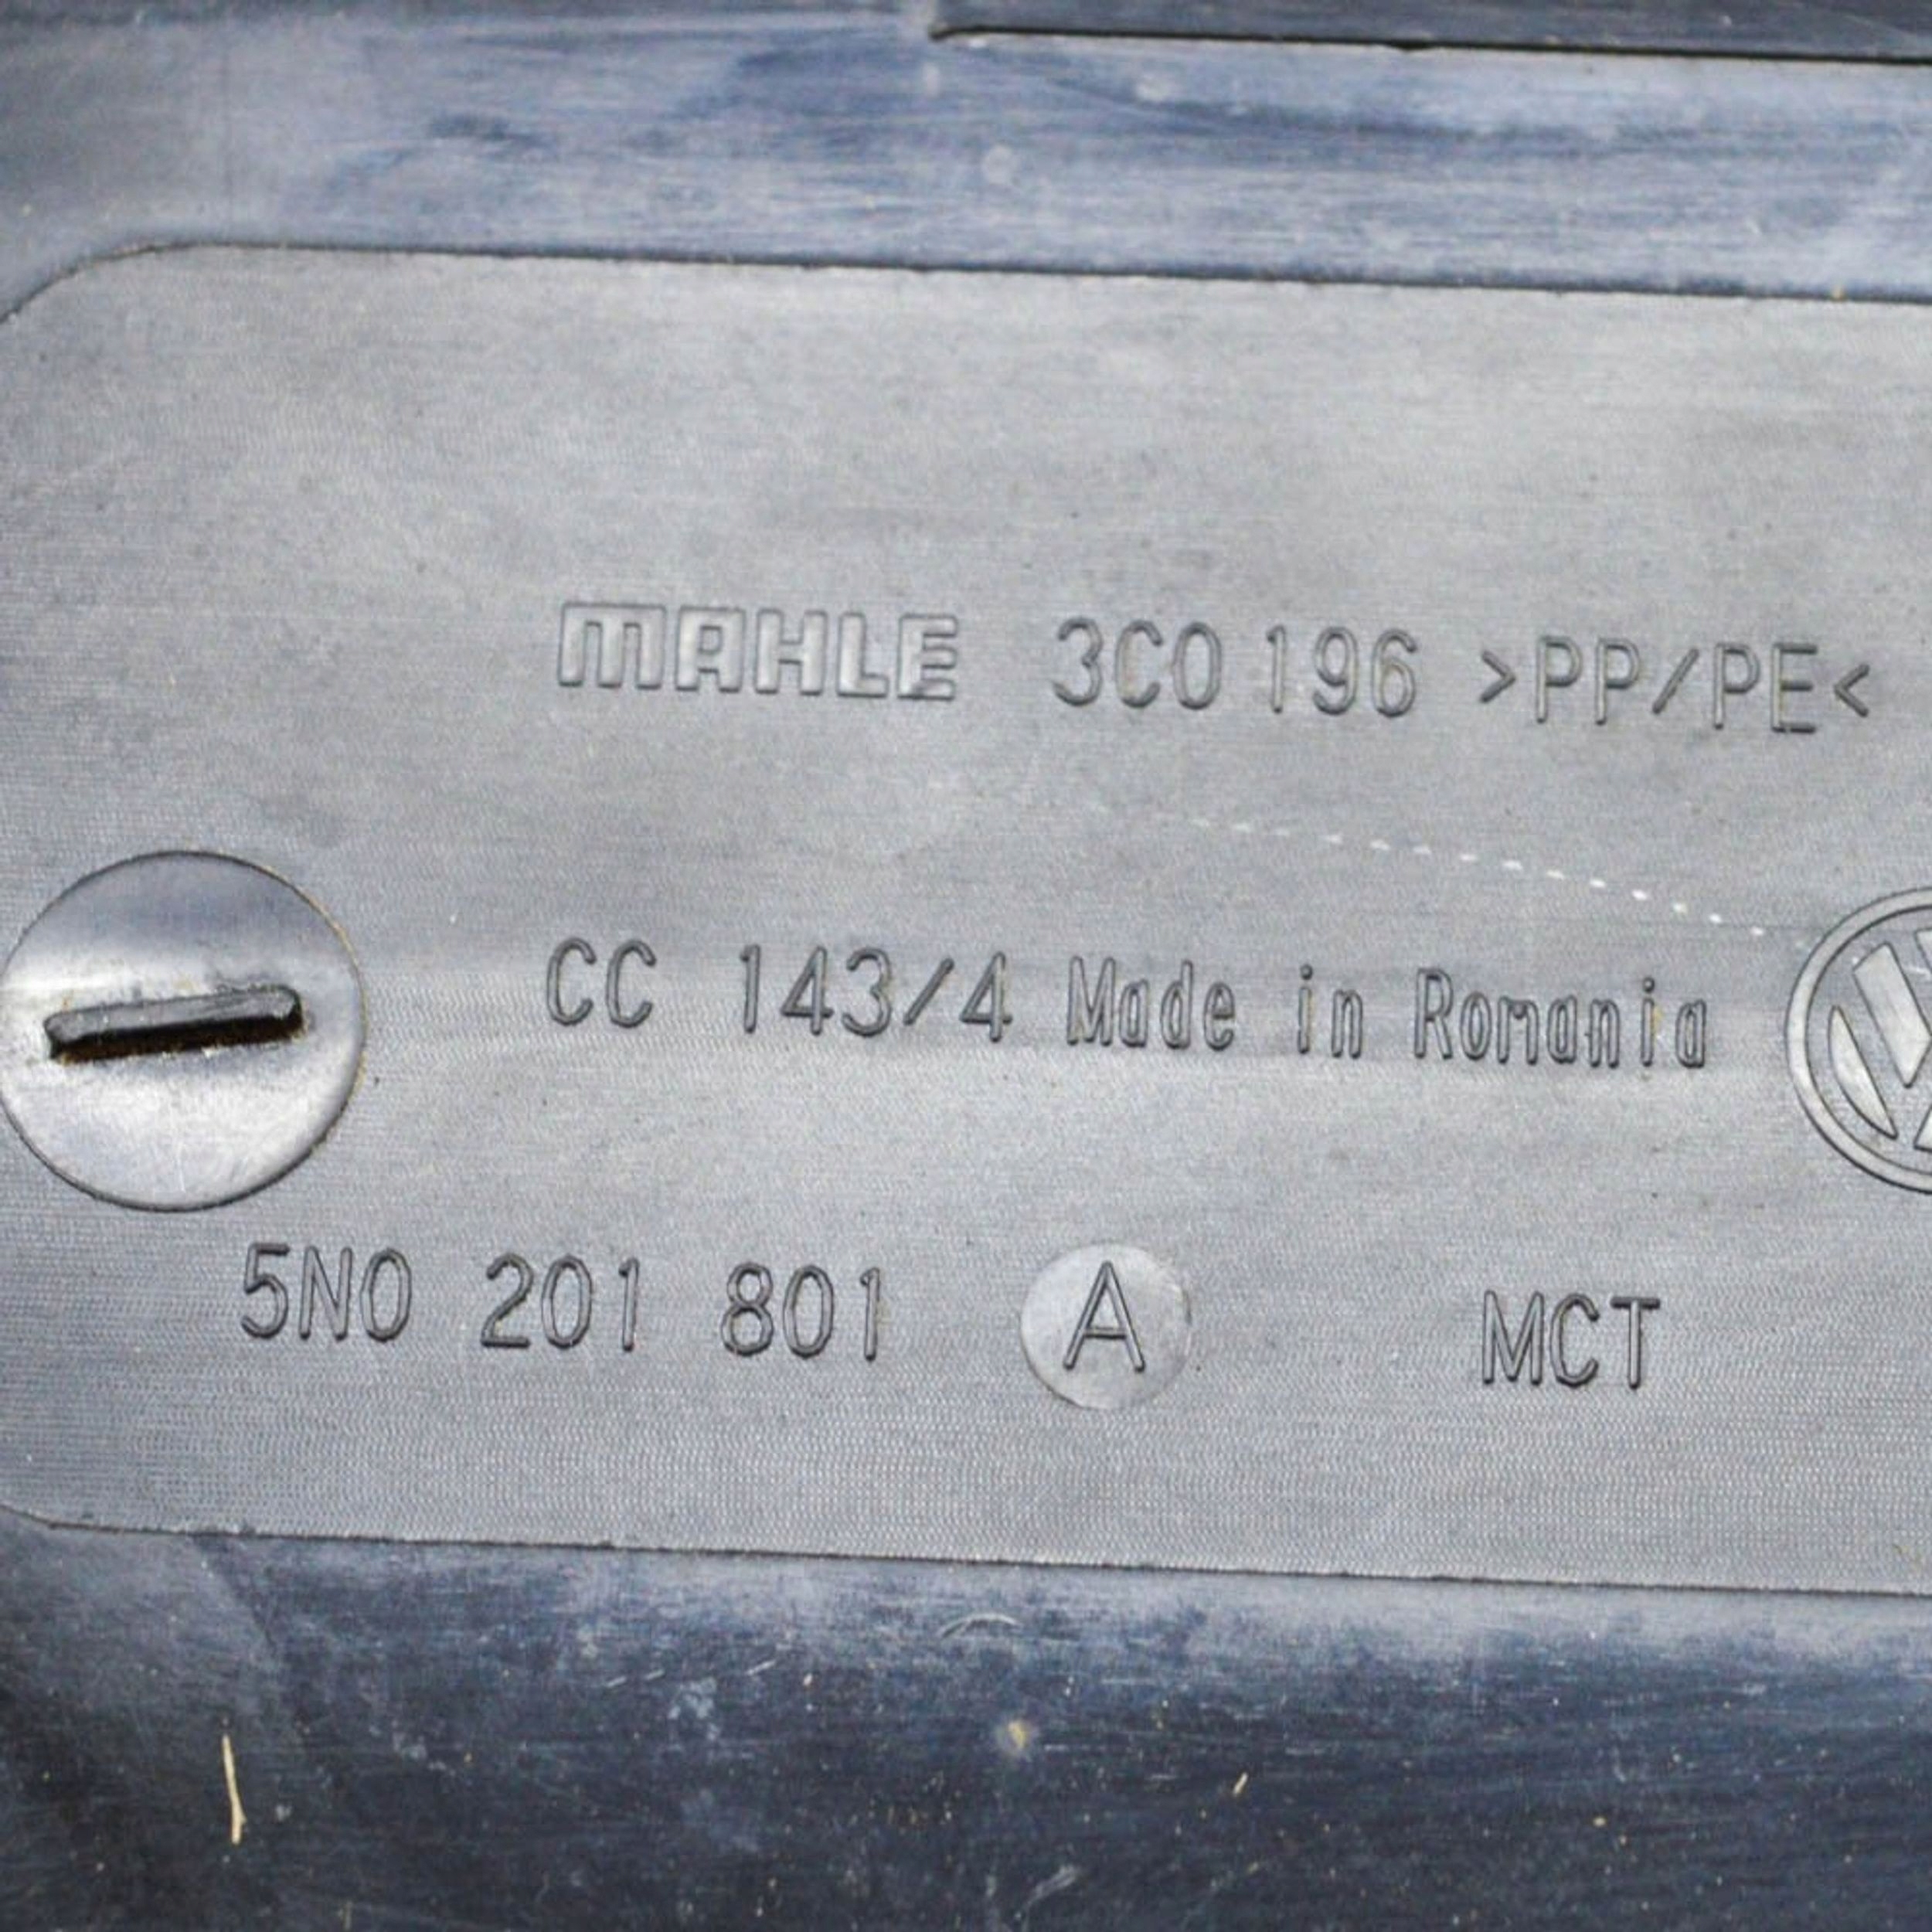 MAHLE 3C0 196 >PP/PE<
CC 143/4 Made in Romania
5N0 201 801 A MCT